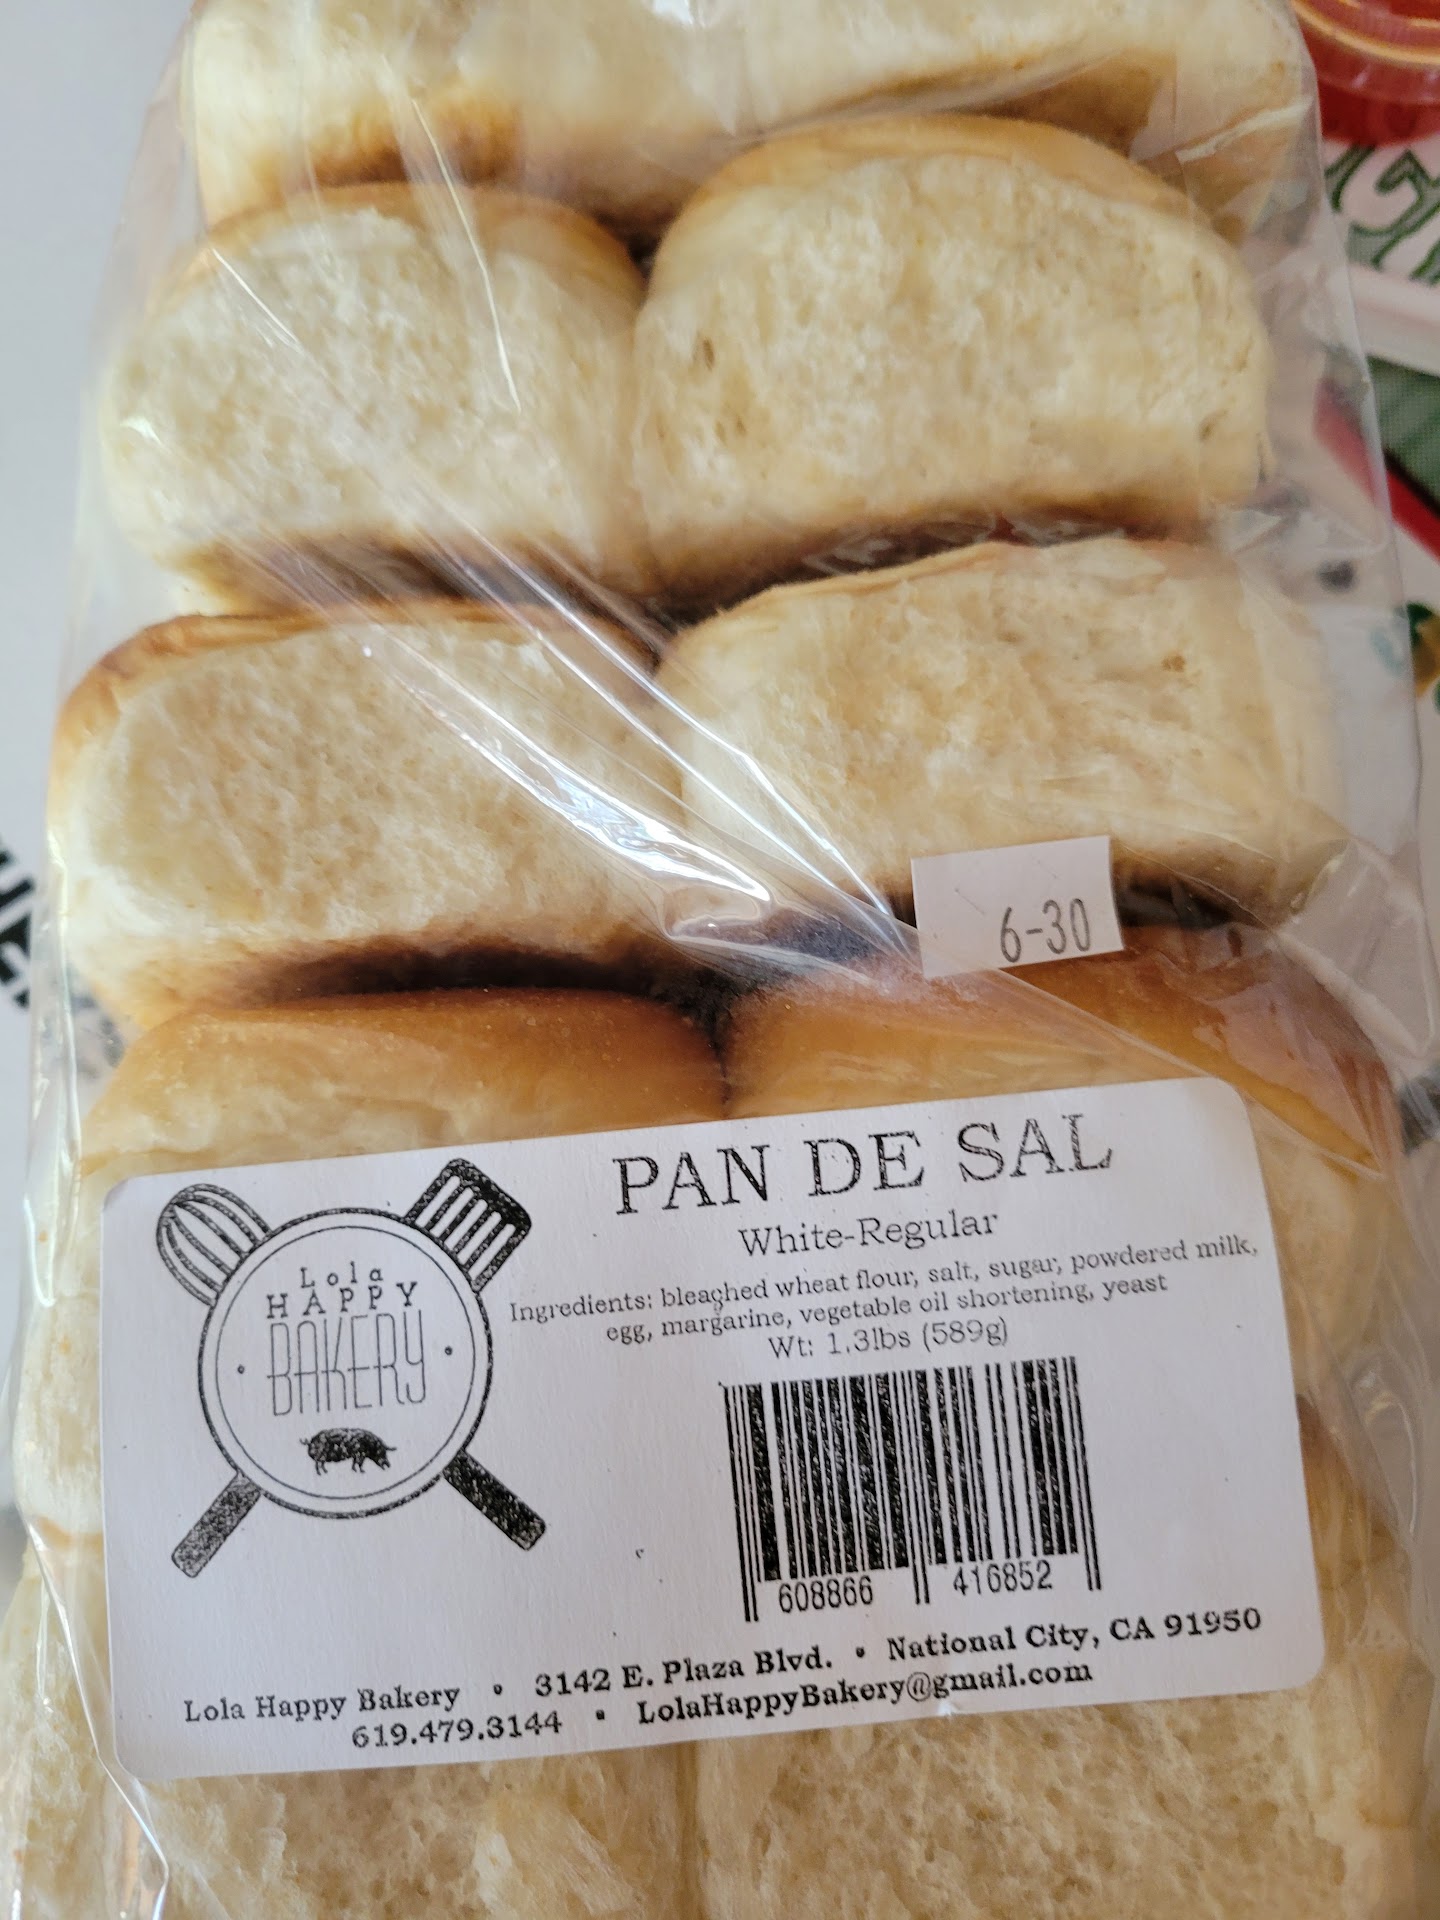 6-30
PAN DE SAL
White-Regular
Ingredients: bleached wheat flour, salt, sugar, powdered milk,
egg, margarine, vegetable oil shortening, yeast
Wt: 1.3lbs (589g)
Lola
HAPPY
BAKERY
608866 416852
Lola Happy Bakery • 3142 E. Plaza Blvd. • National City, CA 91950
619.479.3144 • LolaHappyBakery@gmail.com